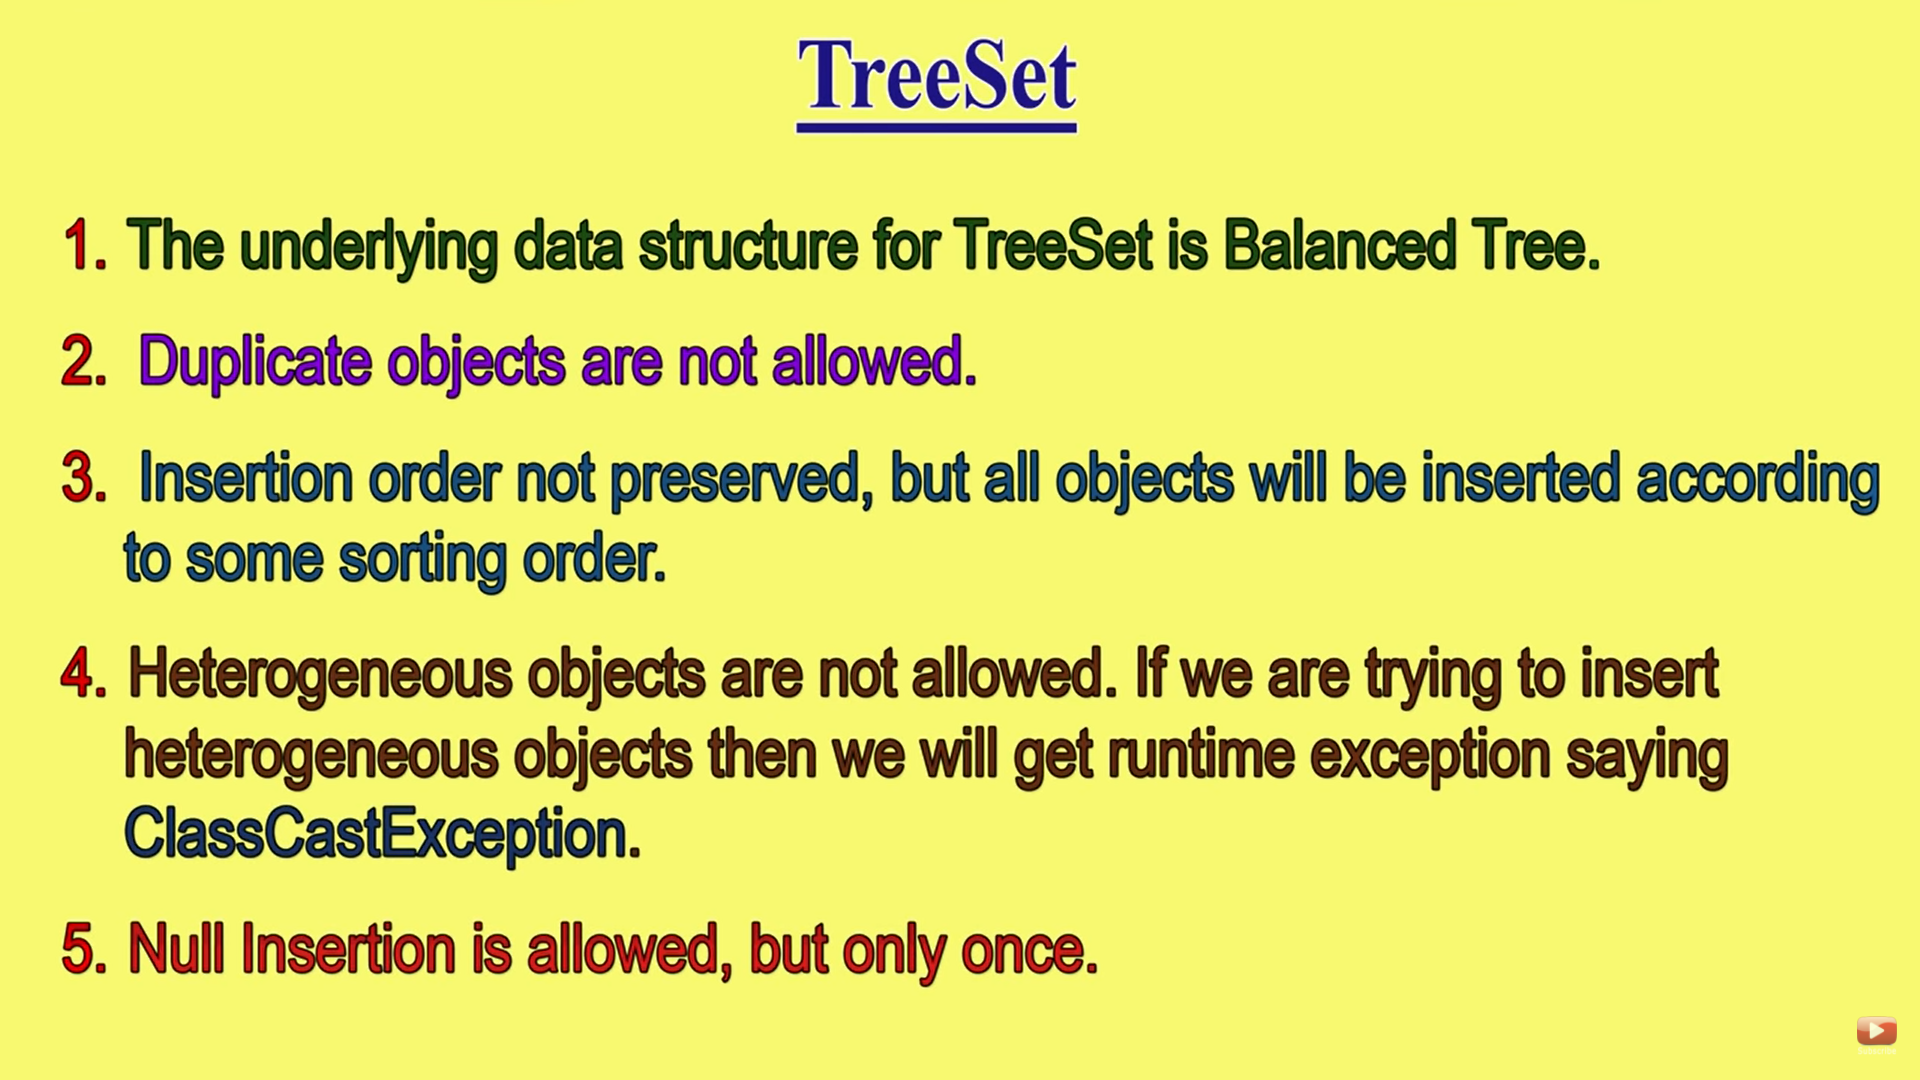 TreeSet
1. The underlying data structure for TreeSet is Balanced Tree.
2. Duplicate objects are not allowed.
3. Insertion order not preserved, but all objects will be inserted according
to some sorting order.
4. Heterogeneous objects are not allowed. If we are trying to insert
heterogeneous objects then we will get runtime exception saying
ClassCastException.
5. Null Insertion is allowed, but only once.